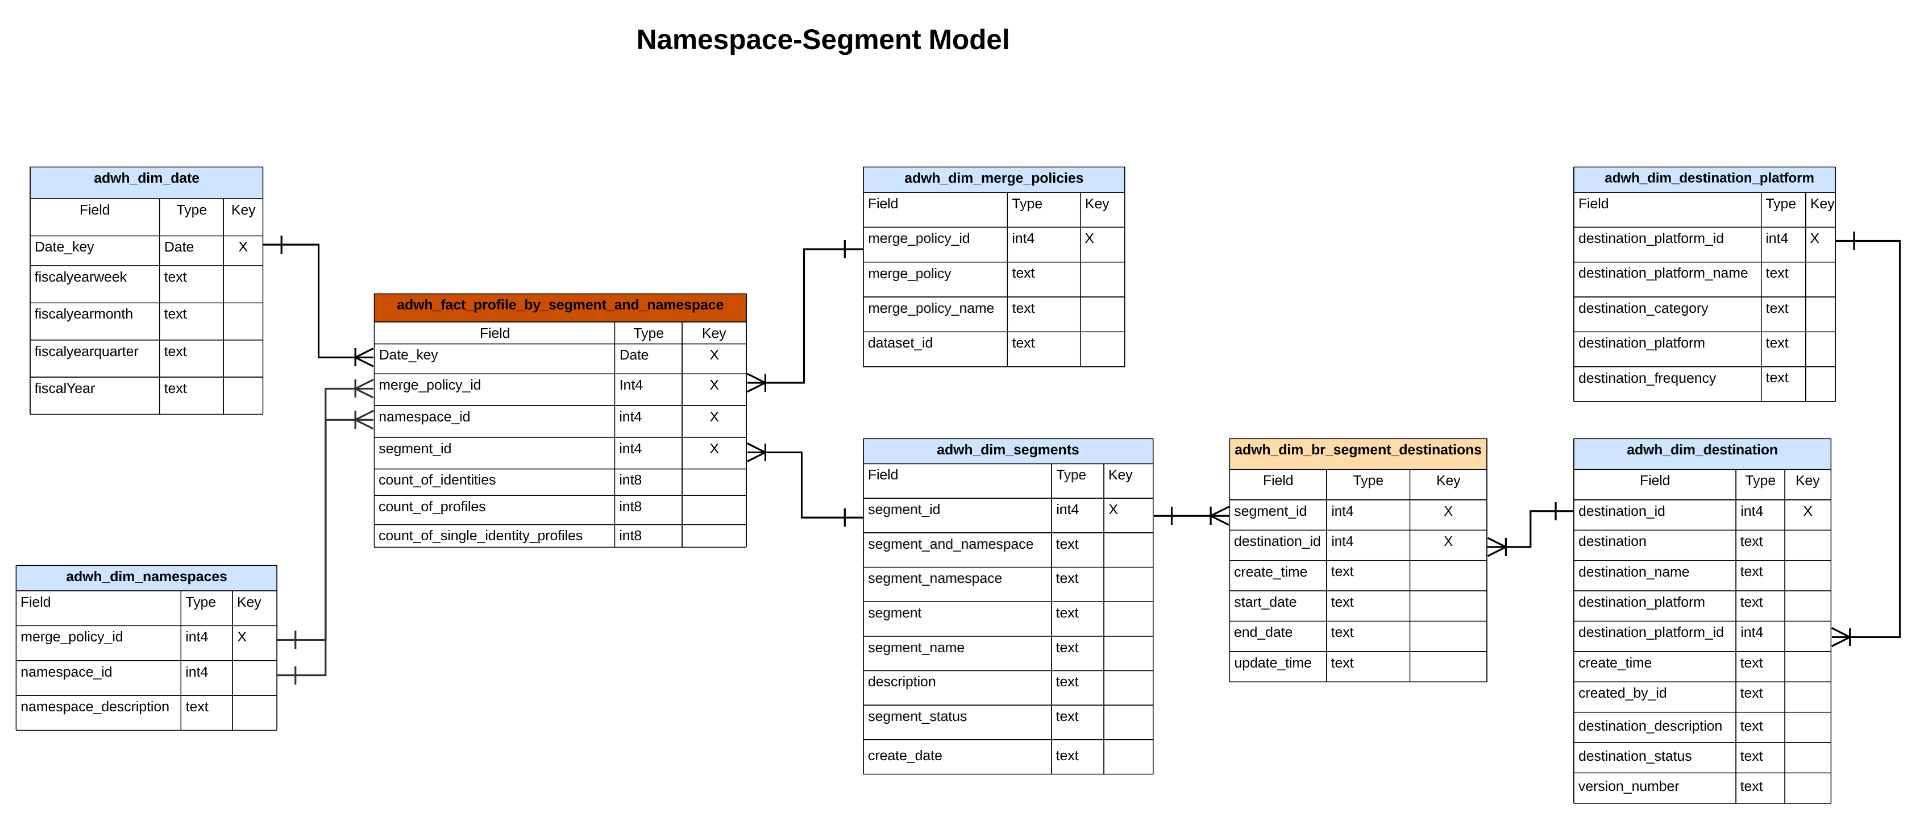 Namespace-Segment Model
adwh_dim_date
Field Type Key
Date_key Date X
fiscalyearweek text
fiscalyearmonth text
fiscalyearquarter text
fiscalYear text
adwh_dim_namespaces
Field Type Key
merge_policy_id int4 X
namespace_id int4
namespace_description text
adwh_fact_profile_by_segment_and_namespace
Field Type Key
Date_key Date X
merge_policy_id Int4 X
namespace_id int4 X
segment_id int4 X
count_of_identities int8
count_of_profiles int8
count_of_single_identity_profiles int8
adwh_dim_merge_policies
Field Type Key
merge_policy_id int4 X
merge_policy text
merge_policy_name text
dataset_id text
adwh_dim_segments
Field Type Key
segment_id int4 X
segment_and_namespace text
segment_namespace text
segment text
segment_name text
description text
segment_status text
create_date text
adwh_dim_br_segment_destinations
Field Type Key
segment_id int4 X
destination_id int4 X
create_time text
start_date text
end_date text
update_time text
adwh_dim_destination_platform
Field Type Key
destination_platform_id int4 X
destination_platform_name text
destination_category text
destination_platform text
destination_frequency text
adwh_dim_destination
Field Type Key
destination_id int4 X
destination text
destination_name text
destination_platform text
destination_platform_id int4
create_time text
created_by_id text
destination_description text
destination_status text
version_number text